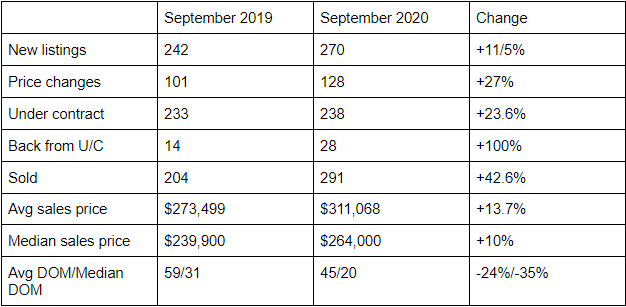 September 2019 September 2020 Change
New listings 242 270 +11/5%
Price changes 101 128 +27%
Under contract 233 238 +23.6%
Back from U/C 14 28 +100%
Sold 204 291 +42.6%
Avg sales price $273,499 $311,068 +13.7%
Median sales price $239,900 $264,000 +10%
Avg DOM/Median 59/31 45/20 -24%/-35%
DOM